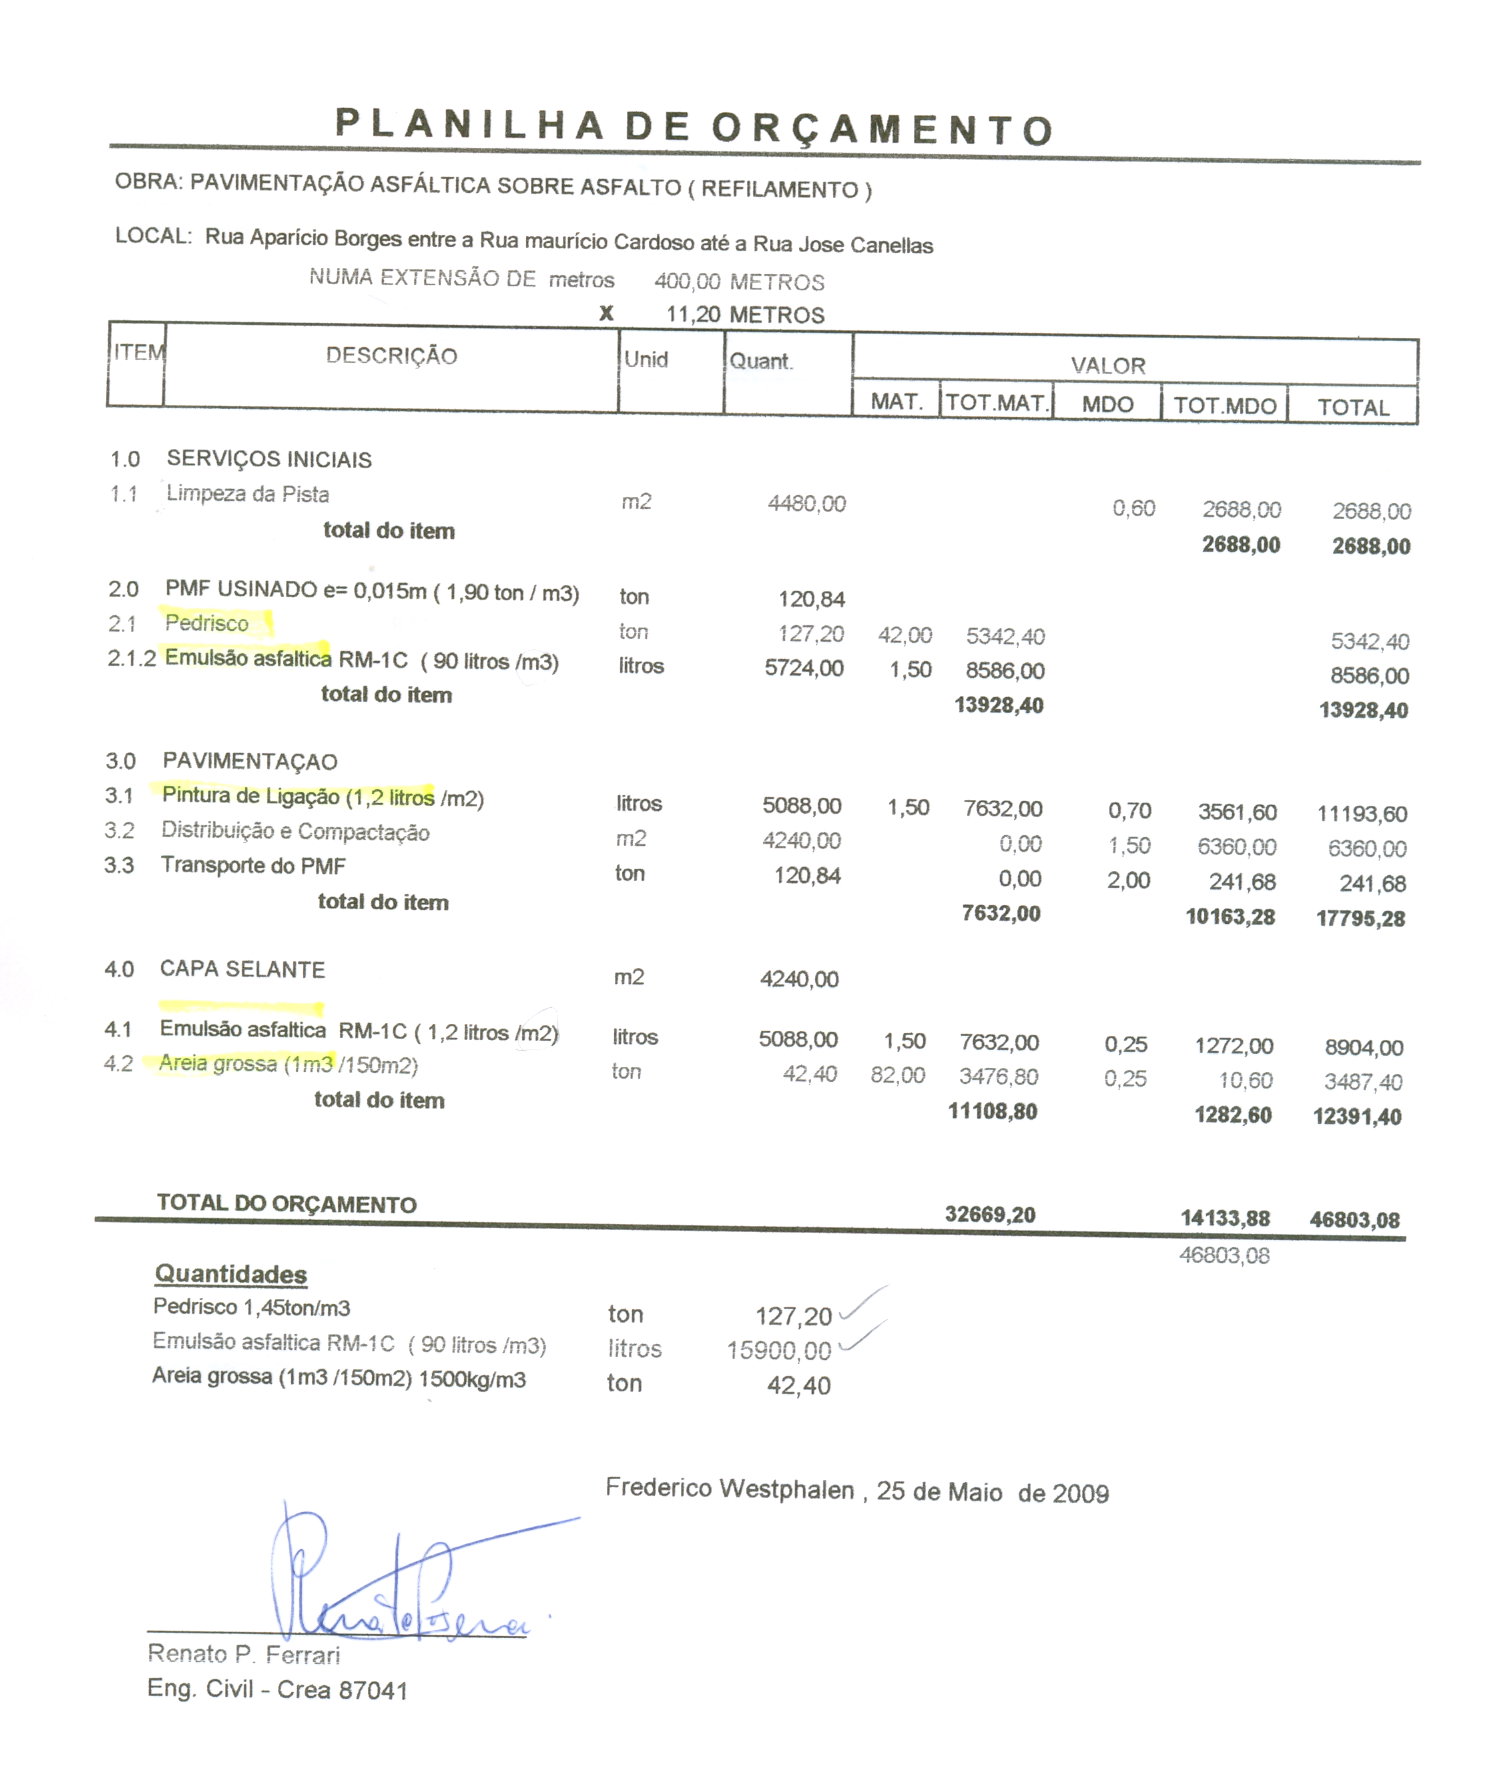 PLANILHA DE ORÇAMENTO
OBRA: PAVIMENTAÇÃO ASFÁLTICA SOBRE ASFALTO ( REFILAMENTO )
LOCAL: Rua Aparício Borges entre a Rua maurício Cardoso até a Rua Jose Canellas
NUMA EXTENSÃO DE metros 400,00 METROS
X 11,20 METROS
ITEM DESCRIÇÃO Unid Quant. VALOR
MAT. TOT.MAT. MDO TOT.MDO TOTAL
1.0 SERVIÇOS INICIAIS
1.1 Limpeza da Pista m2 4480,00 0,60 2688,00 2688,00
total do item 2688,00 2688,00
2.0 PMF USINADO e= 0,015m ( 1,90 ton / m3) ton 120,84
2.1 Pedrisco ton 127,20 42,00 5342,40 5342,40
2.1.2 Emulsão asfaltica RM-1C ( 90 litros /m3) litros 5724,00 1,50 8586,00 8586,00
total do item 13928,40 13928,40
3.0 PAVIMENTAÇAO
3.1 Pintura de Ligação (1,2 litros /m2) litros 5088,00 1,50 7632,00 0,70 3561,60 11193,60
3.2 Distribuição e Compactação m2 4240,00 0,00 1,50 6360,00 6360,00
3.3 Transporte do PMF ton 120,84 0,00 2,00 241,68 241,68
total do item 7632,00 10163,28 17795,28
4.0 CAPA SELANTE m2 4240,00
4.1 Emulsão asfaltica RM-1C ( 1,2 litros /m2) litros 5088,00 1,50 7632,00 0,25 1272,00 8904,00
4.2 Areia grossa (1m3 /150m2) ton 42,40 82,00 3476,80 0,25 10,60 3487,40
total do item 11108,80 1282,60 12391,40
TOTAL DO ORÇAMENTO 32669,20 14133,88 46803,08
46803,08
Quantidades
Pedrisco 1,45ton/m3 ton 127,20
Emulsão asfaltica RM-1C ( 90 litros /m3) litros 15900,00
Areia grossa (1m3 /150m2) 1500kg/m3 ton 42,40
Frederico Westphalen , 25 de Maio de 2009
Renato P. Ferrari
Eng. Civil - Crea 87041